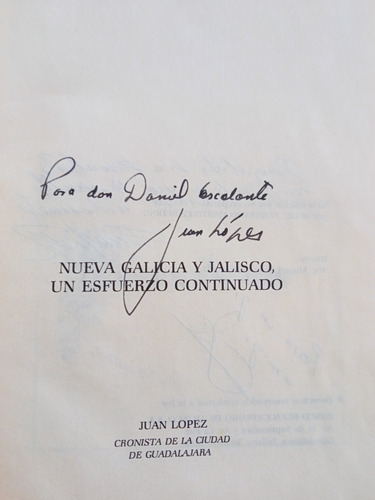 Para don Daniel Escalante
Juan López
NUEVA GALICIA Y JALISCO,
UN ESFUERZO CONTINUADO
JUAN LOPEZ
CRONISTA DE LA CIUDAD
DE GUADALAJARA